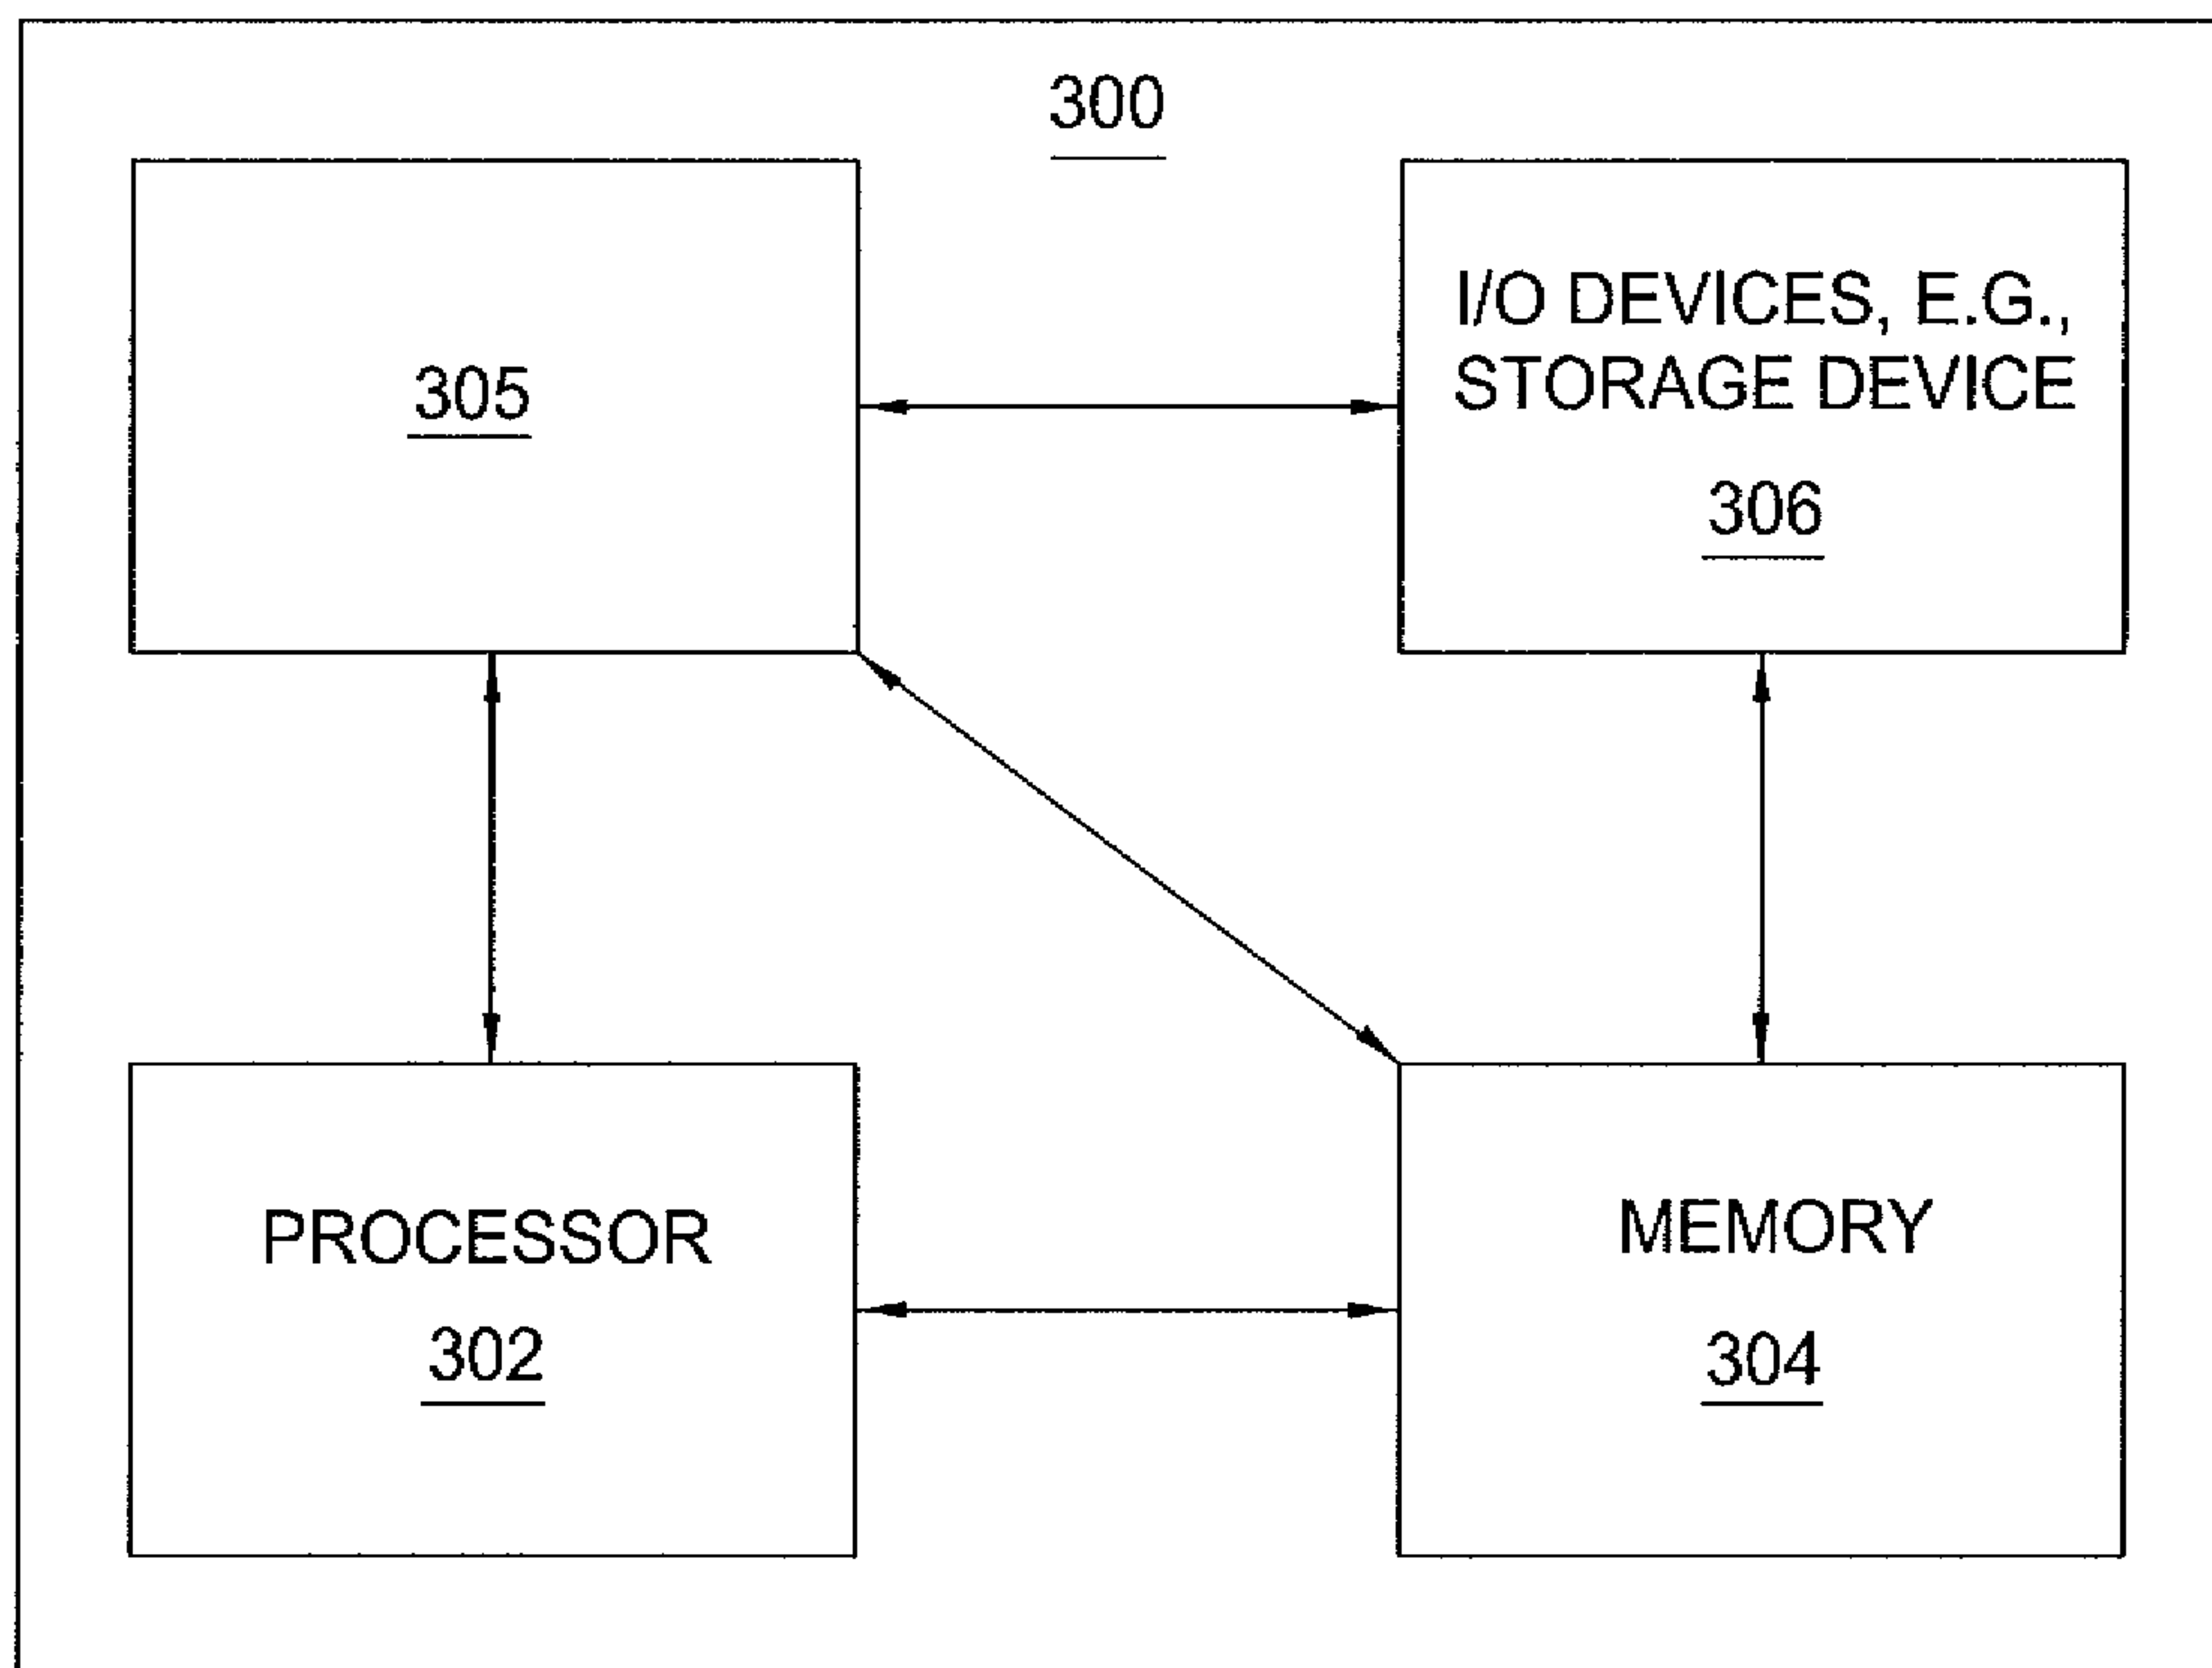 300
305
I/O DEVICES, E.G.,
STORAGE DEVICE
306
PROCESSOR
302
MEMORY
304